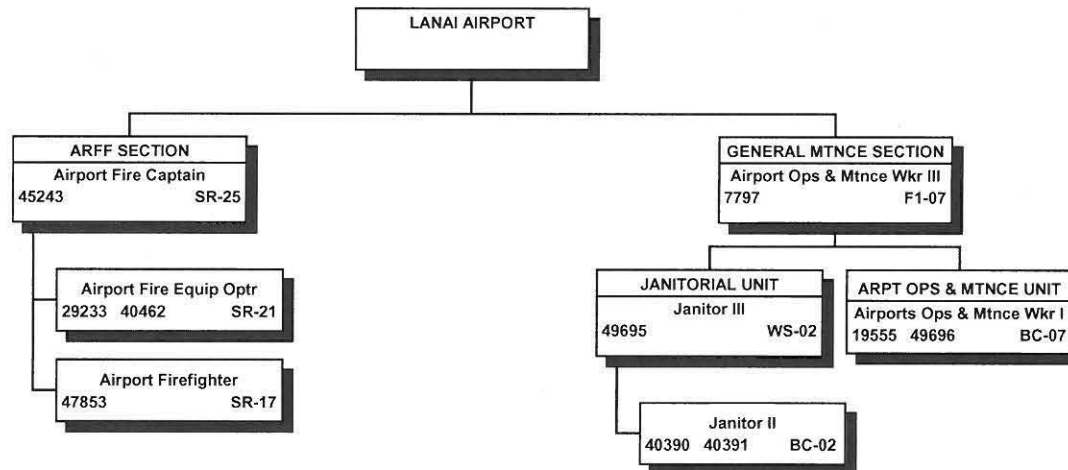 LANAI AIRPORT
ARFF SECTION
Airport Fire Captain
45243 SR-25
Airport Fire Equip Optr
29233 40462 SR-21
Airport Firefighter
47853 SR-17
GENERAL MTNCE SECTION
Airport Ops & Mtnce Wkr III
7797 F1-07
JANITORIAL UNIT
Janitor III
49695 WS-02
Janitor II
40390 40391 BC-02
ARPT OPS & MTNCE UNIT
Airports Ops & Mtnce Wkr I
19555 49696 BC-07